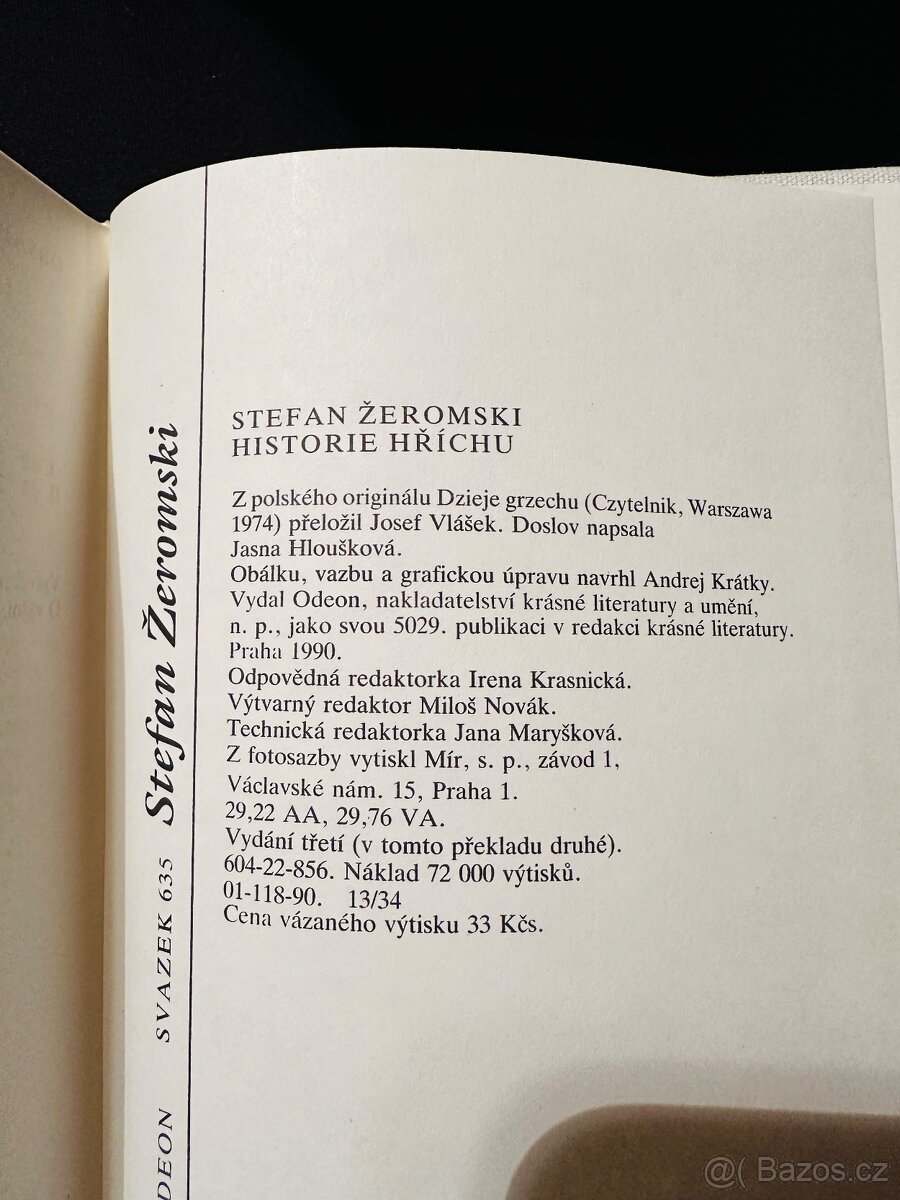 STEFAN ŽEROMSKI
HISTORIE HŘÍCHU
Z polského originálu Dzieje grzechu (Czytelnik, Warszawa
1974) přeložil Josef Vlášek. Doslov napsala
Jasna Hloušková.
Obálku, vazbu a grafickou úpravu navrhl Andrej Krátky.
Vydal Odeon, nakladatelství krásné literatury a umění,
n. p., jako svou 5029. publikaci v redakci krásné literatury.
Praha 1990.
Odpovědná redaktorka Irena Krasnická.
Výtvarný redaktor Miloš Novák.
Technická redaktorka Jana Maryšková.
Z fotosazby vytiskl Mír, s. p., závod 1,
Václavské nám. 15, Praha 1.
29,22 AA, 29,76 VA.
Vydání třetí (v tomto překladu druhé).
604-22-856. Náklad 72 000 výtisků.
01-118-90. 13/34
Cena vázaného výtisku 33 Kčs.
DEON SVAZEK 635 Stefan Žeromski
@( Bazos.cz